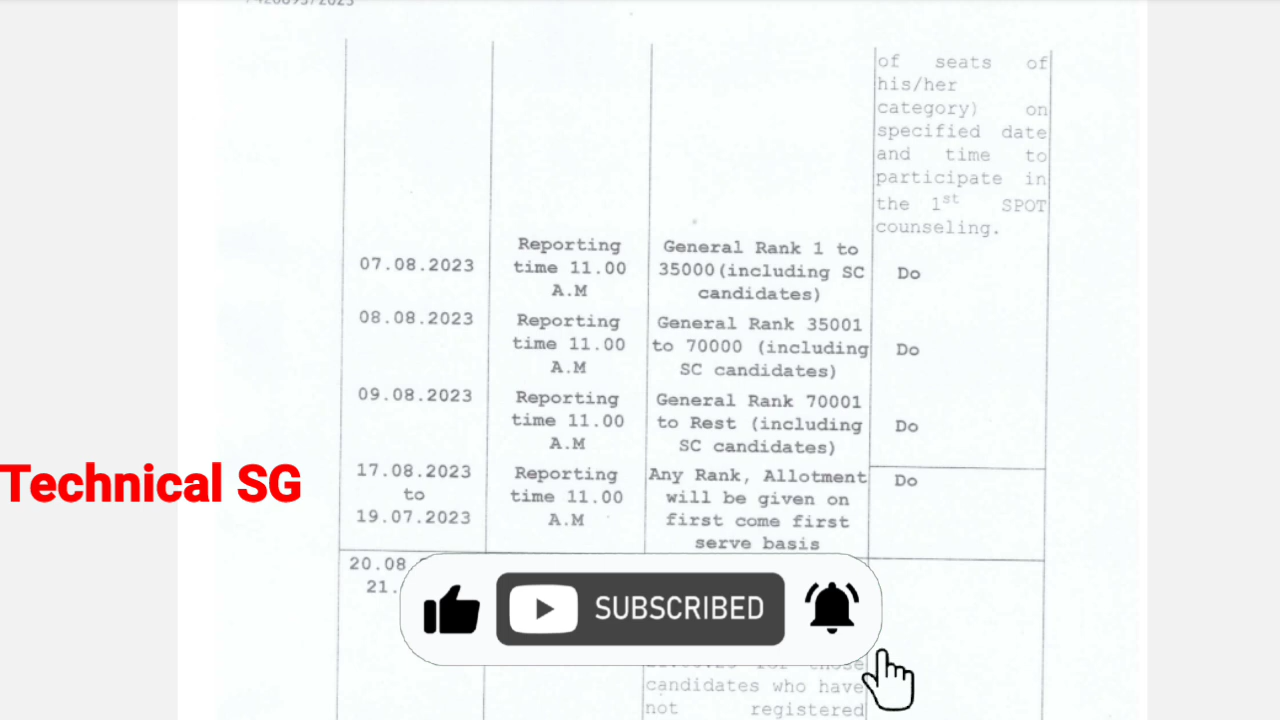 of seats of
his/her
category) on
specified date
and time to
participate in
the 1st SPOT
counseling.
07.08.2023
Reporting
time 11.00
A.M
General Rank 1 to
35000(including SC
candidates)
Do
08.08.2023
Reporting
time 11.00
A.M
General Rank 35001
to 70000 (including
SC candidates)
Do
09.08.2023
Reporting
time 11.00
A.M
General Rank 70001
to Rest (including
SC candidates)
Do
17.08.2023
to
19.07.2023
Reporting
time 11.00
A.M
Any Rank, Allotment
will be given on
first come first
serve basis
Do
Technical SG
20.08
21.
SUBSCRIBED
candidates who have
not registered